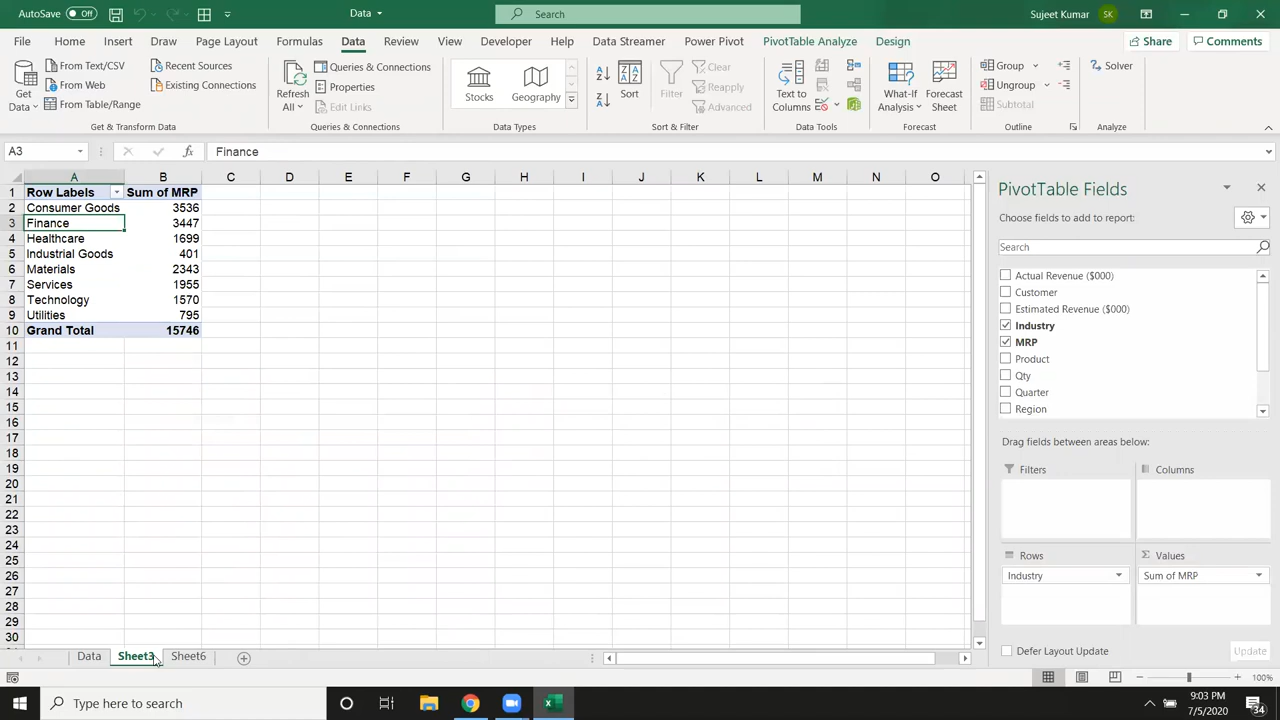 AutoSave Off Data Search Sujeet Kumar SK
File Home Insert Draw Page Layout Formulas Data Review View Developer Help Data Streamer Power Pivot PivotTable Analyze Design Share Comments
Get Data
From Text/CSV
From Web
From Table/Range
Recent Sources
Existing Connections
Get & Transform Data
Refresh All
Queries & Connections
Properties
Edit Links
Queries & Connections
Stocks
Geography
Data Types
Sort
Filter
Clear
Reapply
Advanced
Sort & Filter
Text to Columns
Data Tools
What-If Analysis
Forecast Sheet
Forecast
Group
Ungroup
Subtotal
Outline
Solver
Analyze
A3 fx Finance
A B C D E F G H I J K L M N O
1 Row Labels Sum of MRP
2 Consumer Goods 3536
3 Finance 3447
4 Healthcare 1699
5 Industrial Goods 401
6 Materials 2343
7 Services 1955
8 Technology 1570
9 Utilities 795
10 Grand Total 15746
11
12
13
14
15
16
17
18
19
20
21
22
23
24
25
26
27
28
29
30
PivotTable Fields
Choose fields to add to report:
Search
Actual Revenue ($000)
Customer
Estimated Revenue ($000)
Industry
MRP
Product
Qty
Quarter
Region
Drag fields between areas below:
Filters Columns
Rows Σ Values
Industry Sum of MRP
Defer Layout Update Update
Data Sheet3 Sheet6
100%
Type here to search
9:03 PM
7/5/2020
34